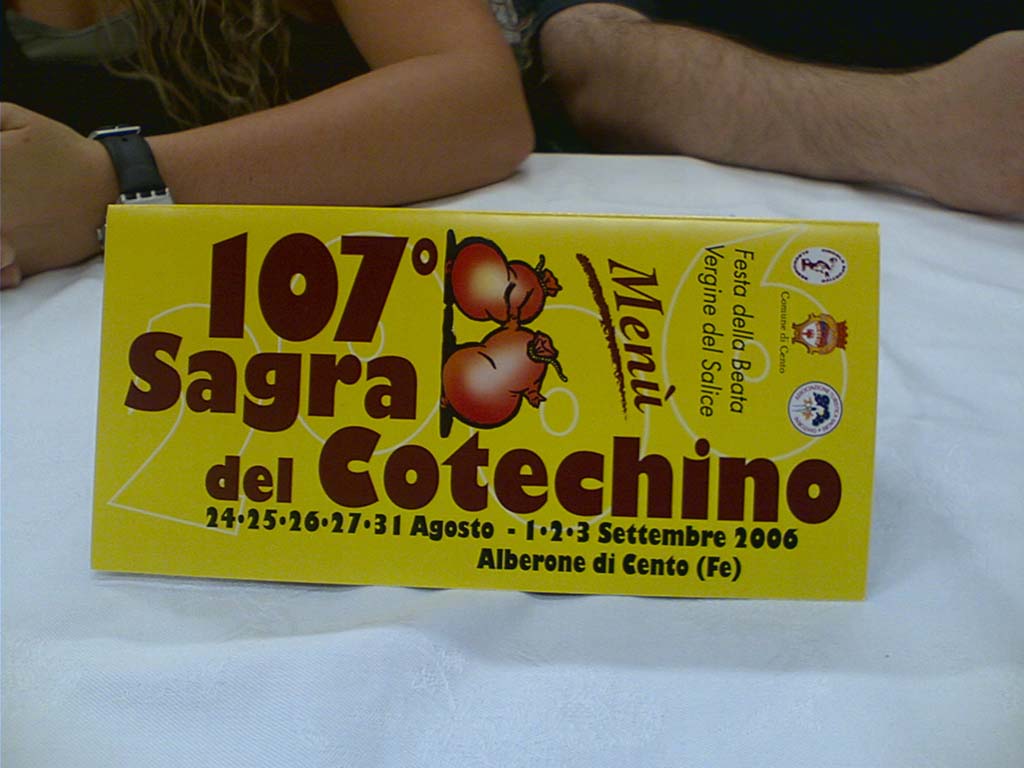 107°
Sagra
del Cotechino
24•25•26•27•31 Agosto - 1•2•3 Settembre 2006
Alberone di Cento (Fe)
Menù
Festa della Beata
Vergine del Salice
Comune di Cento
2006